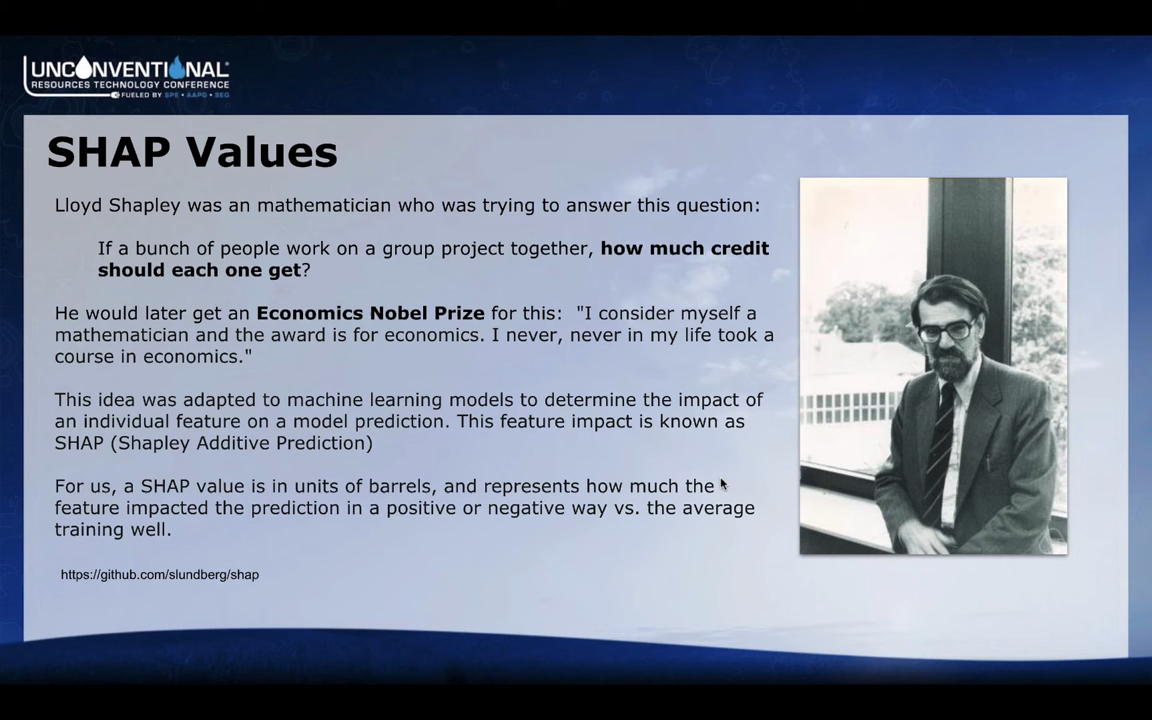 UNCONVENTIONAL
RESOURCES TECHNOLOGY CONFERENCE
FUELED BY SPE • AAPG • SEG
SHAP Values
Lloyd Shapley was an mathematician who was trying to answer this question:
If a bunch of people work on a group project together, how much credit
should each one get?
He would later get an Economics Nobel Prize for this: "I consider myself a
mathematician and the award is for economics. I never, never in my life took a
course in economics."
This idea was adapted to machine learning models to determine the impact of
an individual feature on a model prediction. This feature impact is known as
SHAP (Shapley Additive Prediction)
For us, a SHAP value is in units of barrels, and represents how much the
feature impacted the prediction in a positive or negative way vs. the average
training well.
https://github.com/slundberg/shap